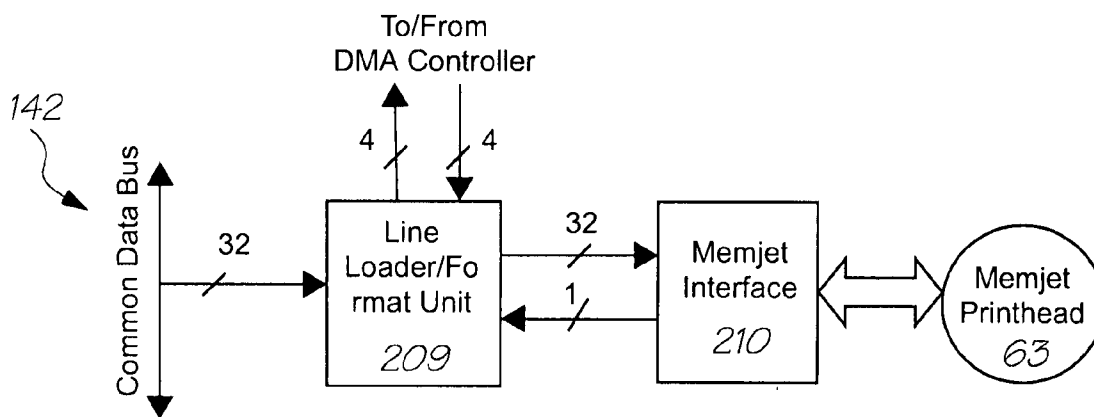 To/From
DMA Controller
142
4
4
Common Data Bus
32
Line
Loader/Fo
rmat Unit
209
32
1
Memjet
Interface
210
Memjet
Printhead
63